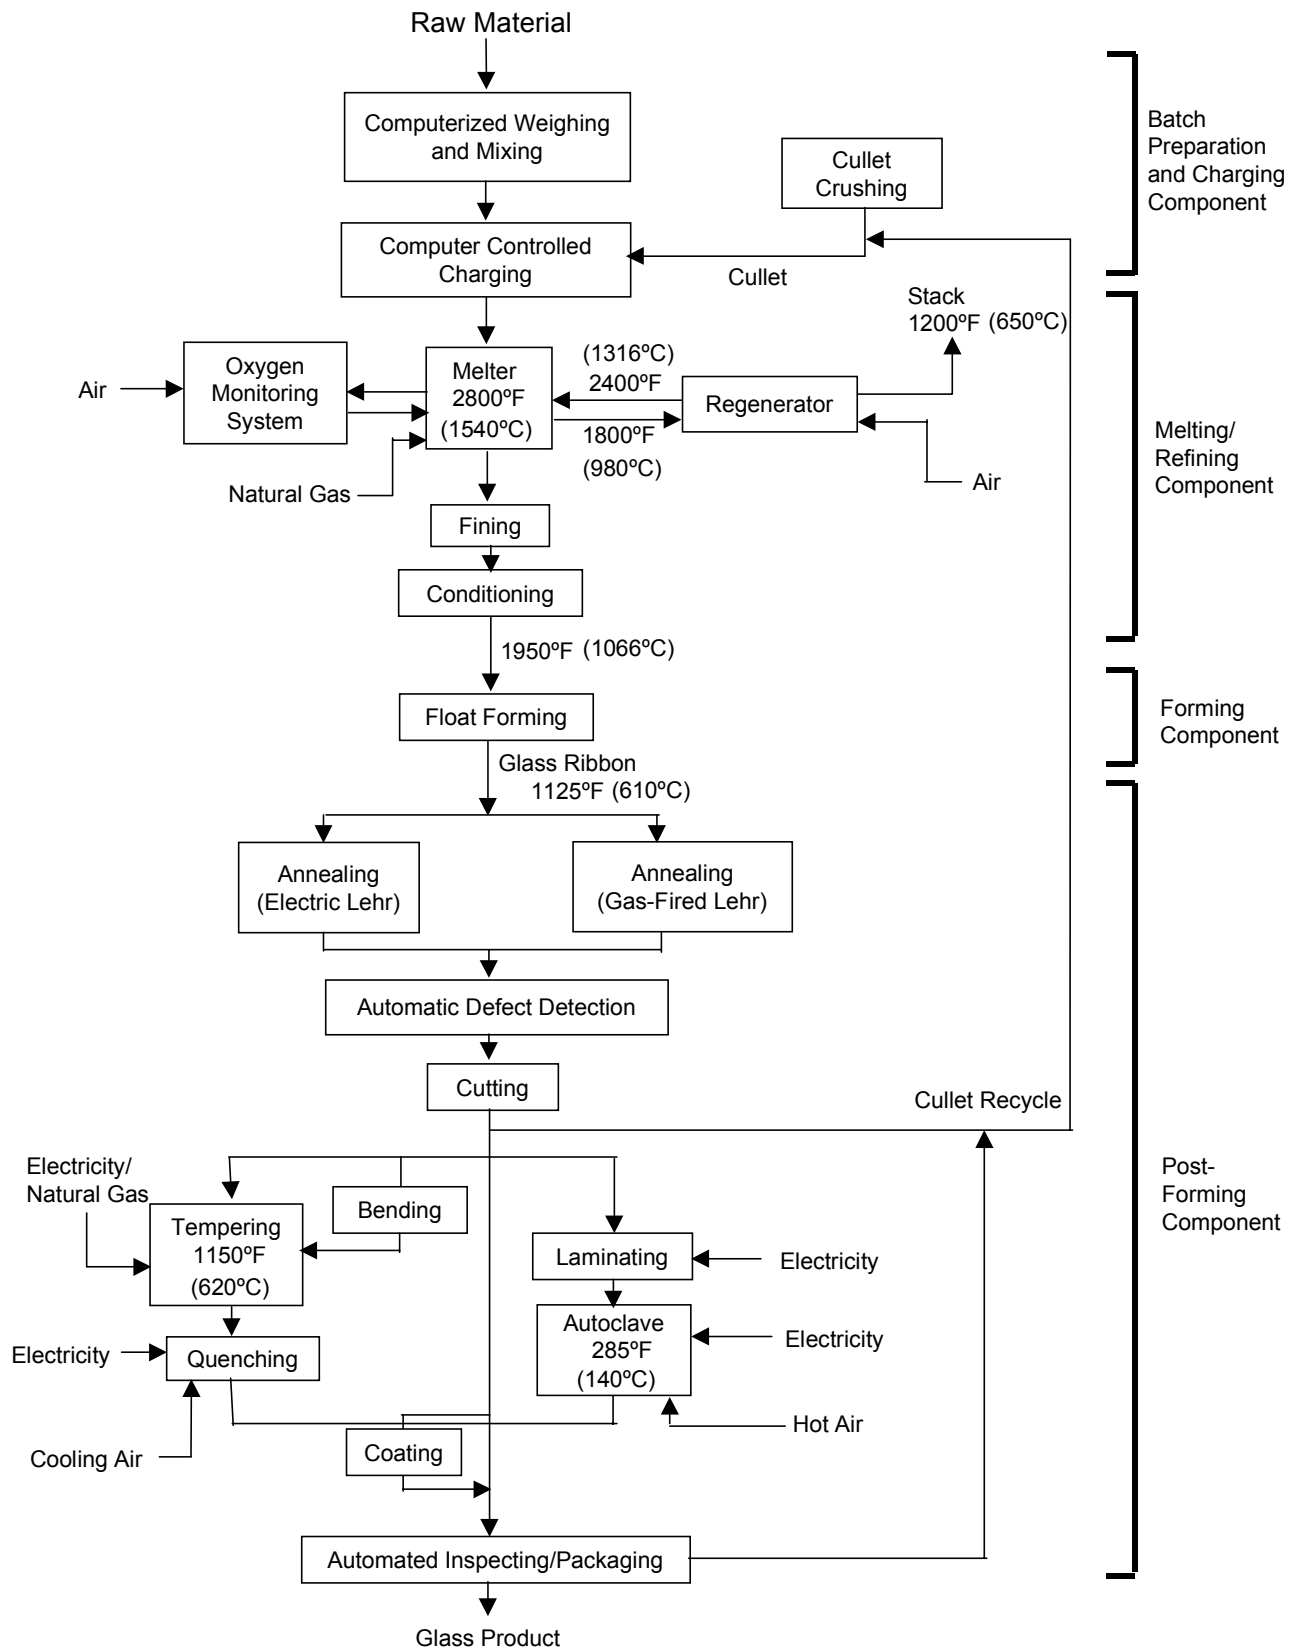 Raw Material
Computerized Weighing
and Mixing
Cullet
Crushing
Batch
Preparation
and Charging
Component
Computer Controlled
Charging
Cullet
Stack
1200ºF (650ºC)
Air
Oxygen
Monitoring
System
Melter
2800ºF
(1540ºC)
(1316ºC)
2400ºF
1800ºF
(980ºC)
Regenerator
Air
Natural Gas
Melting/
Refining
Component
Fining
Conditioning
1950ºF (1066ºC)
Float Forming
Forming
Component
Glass Ribbon
1125ºF (610ºC)
Annealing
(Electric Lehr)
Annealing
(Gas-Fired Lehr)
Automatic Defect Detection
Cutting
Cullet Recycle
Electricity/
Natural Gas
Tempering
1150ºF
(620ºC)
Bending
Laminating
Electricity
Post-
Forming
Component
Autoclave
285ºF
(140ºC)
Electricity
Electricity
Quenching
Hot Air
Cooling Air
Coating
Automated Inspecting/Packaging
Glass Product